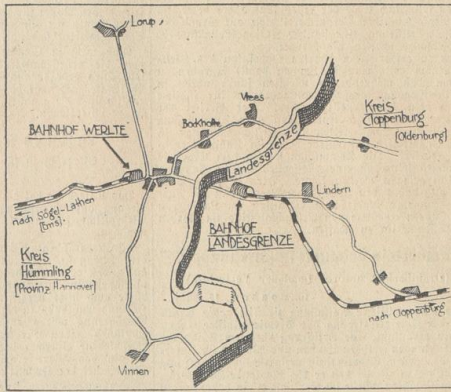 Lorup
Vrees
Bockholte
Kreis
Cloppenburg
[Oldenburg]
BAHNHOF WERLTE
Landesgrenze
Lindern
nach Sögel-Lathen
[Ems].
BAHNHOF
LANDESGRENZE
Kreis
Hümmling
[Provinz Hannover]
nach Cloppenburg
Vinnen